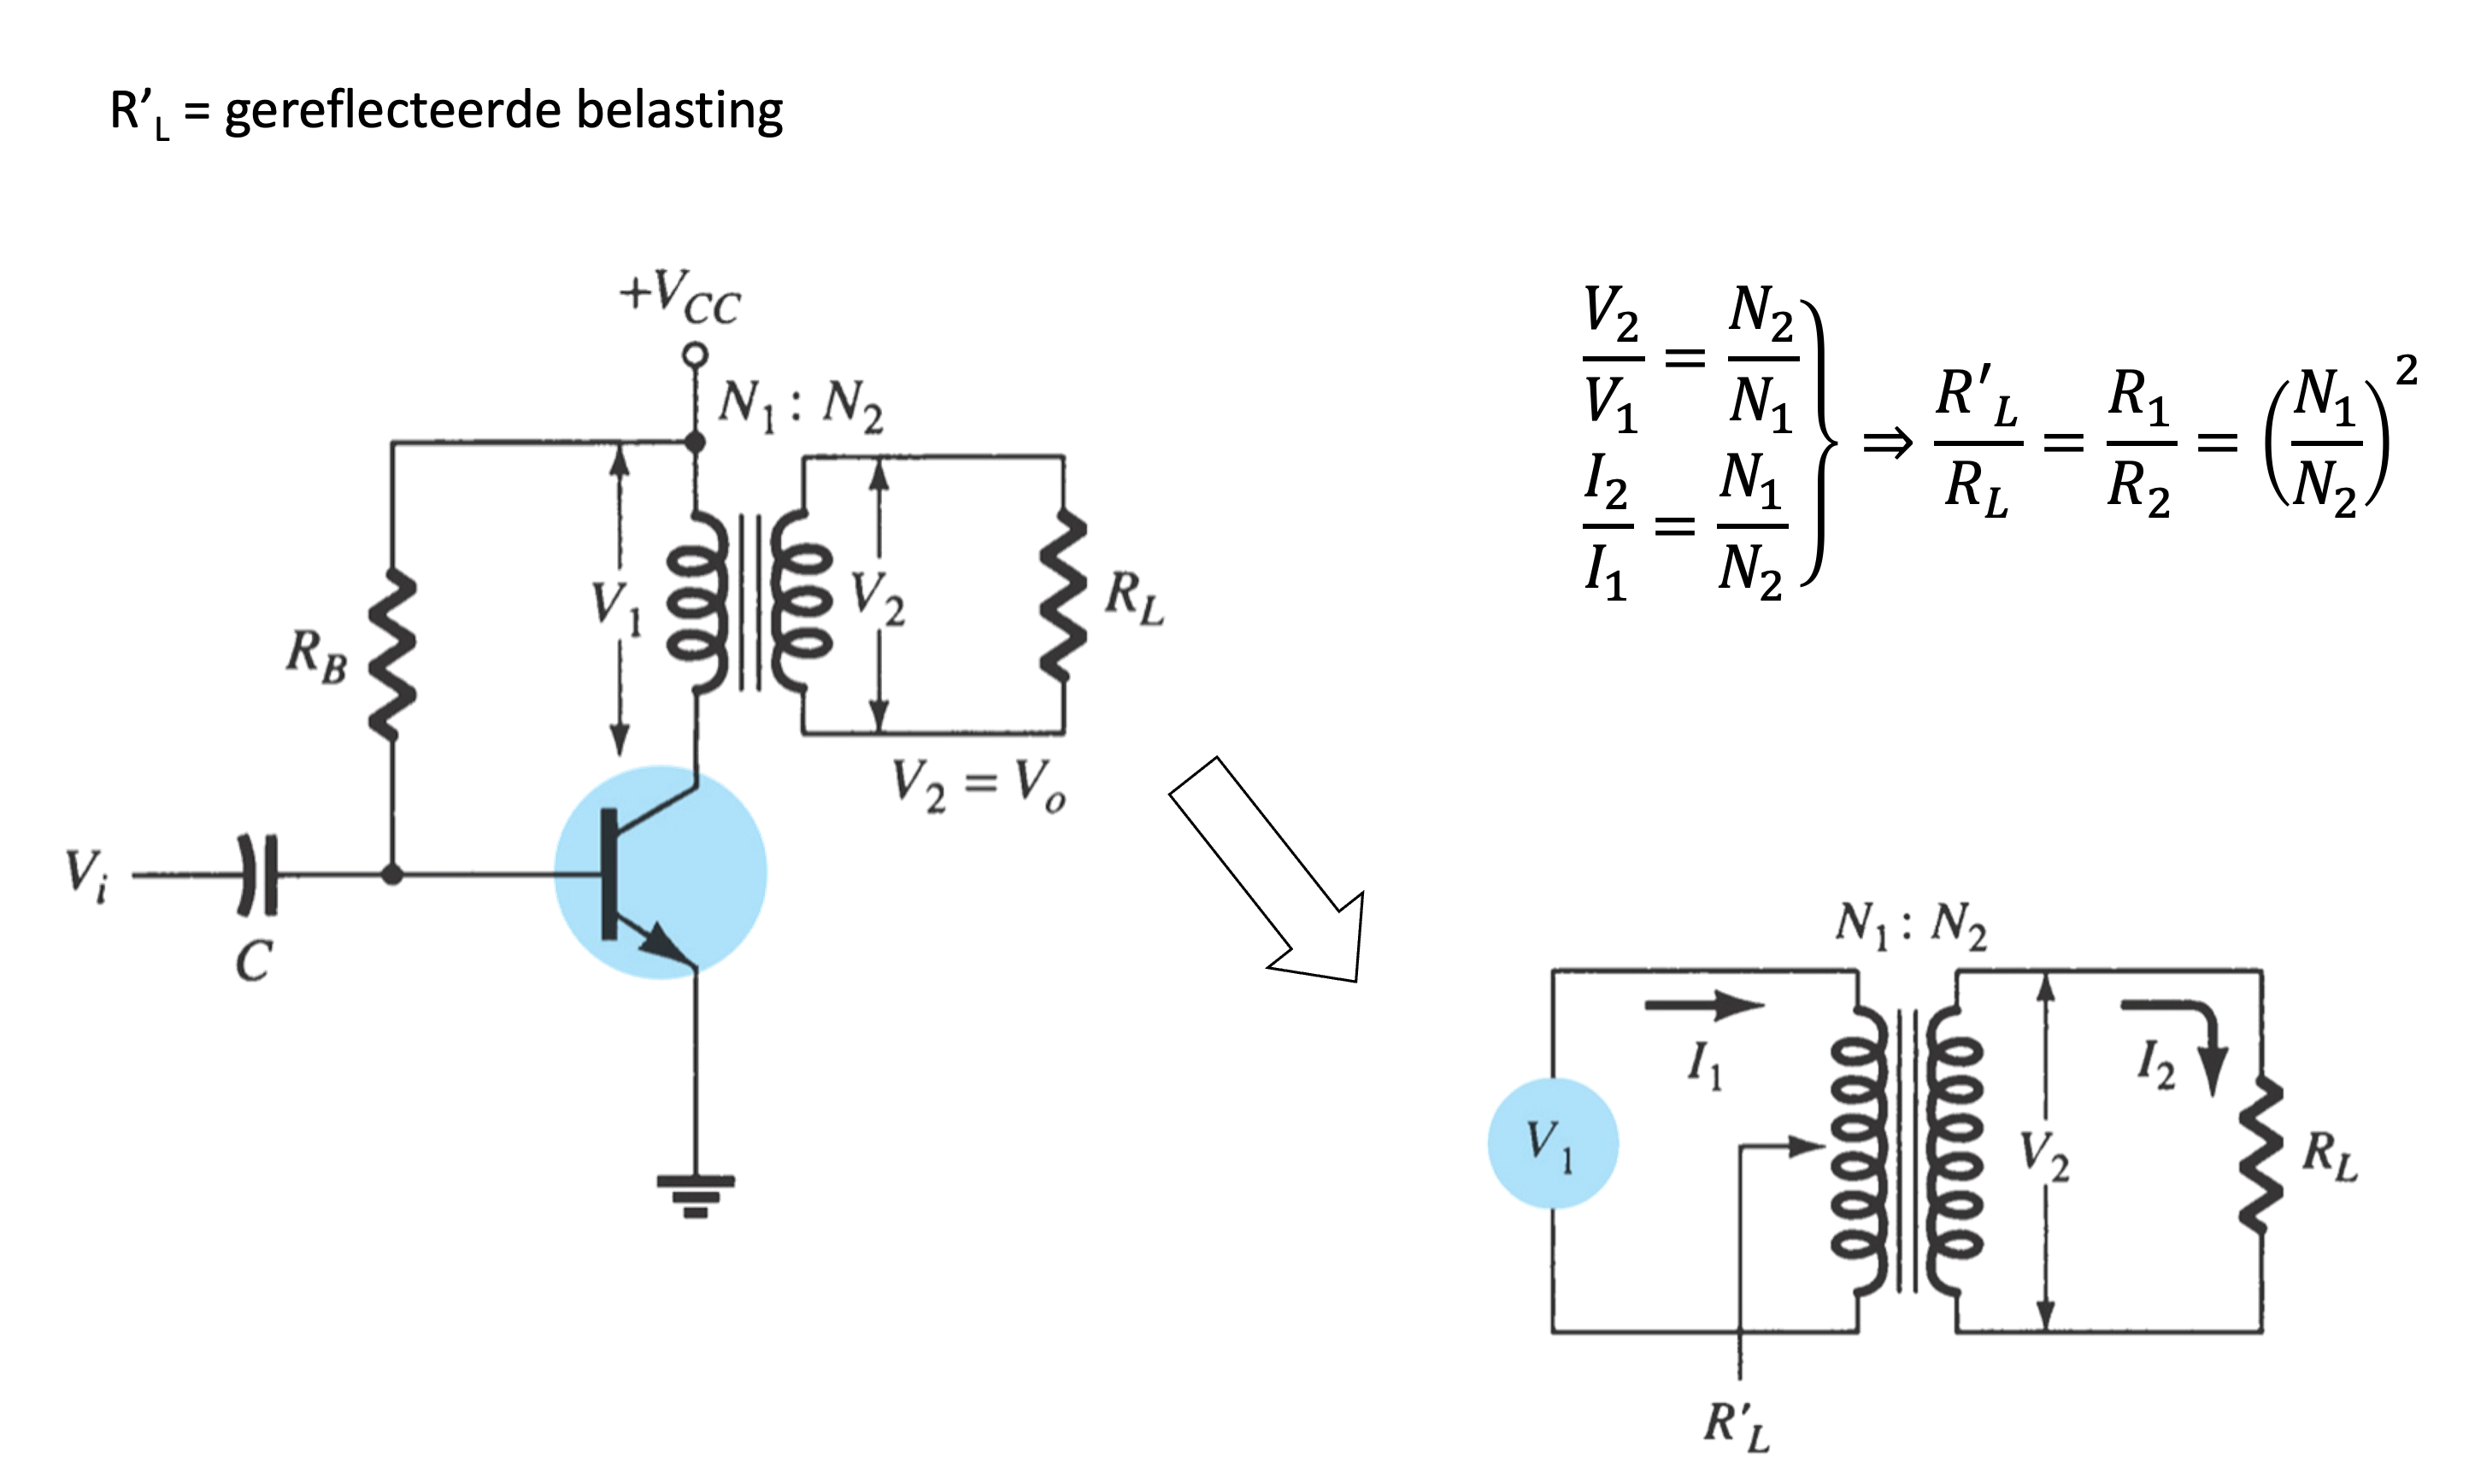 R'L = gereflecteerde belasting
+VCC
N1 : N2
V1
V2
RL
RB
V2 = Vo
Vi
C
V2/V1 = N2/N1
I2/I1 = N1/N2
⇒ R'L/RL = R1/R2 = (N1/N2)²
N1 : N2
I1
I2
V1
V2
RL
R'L